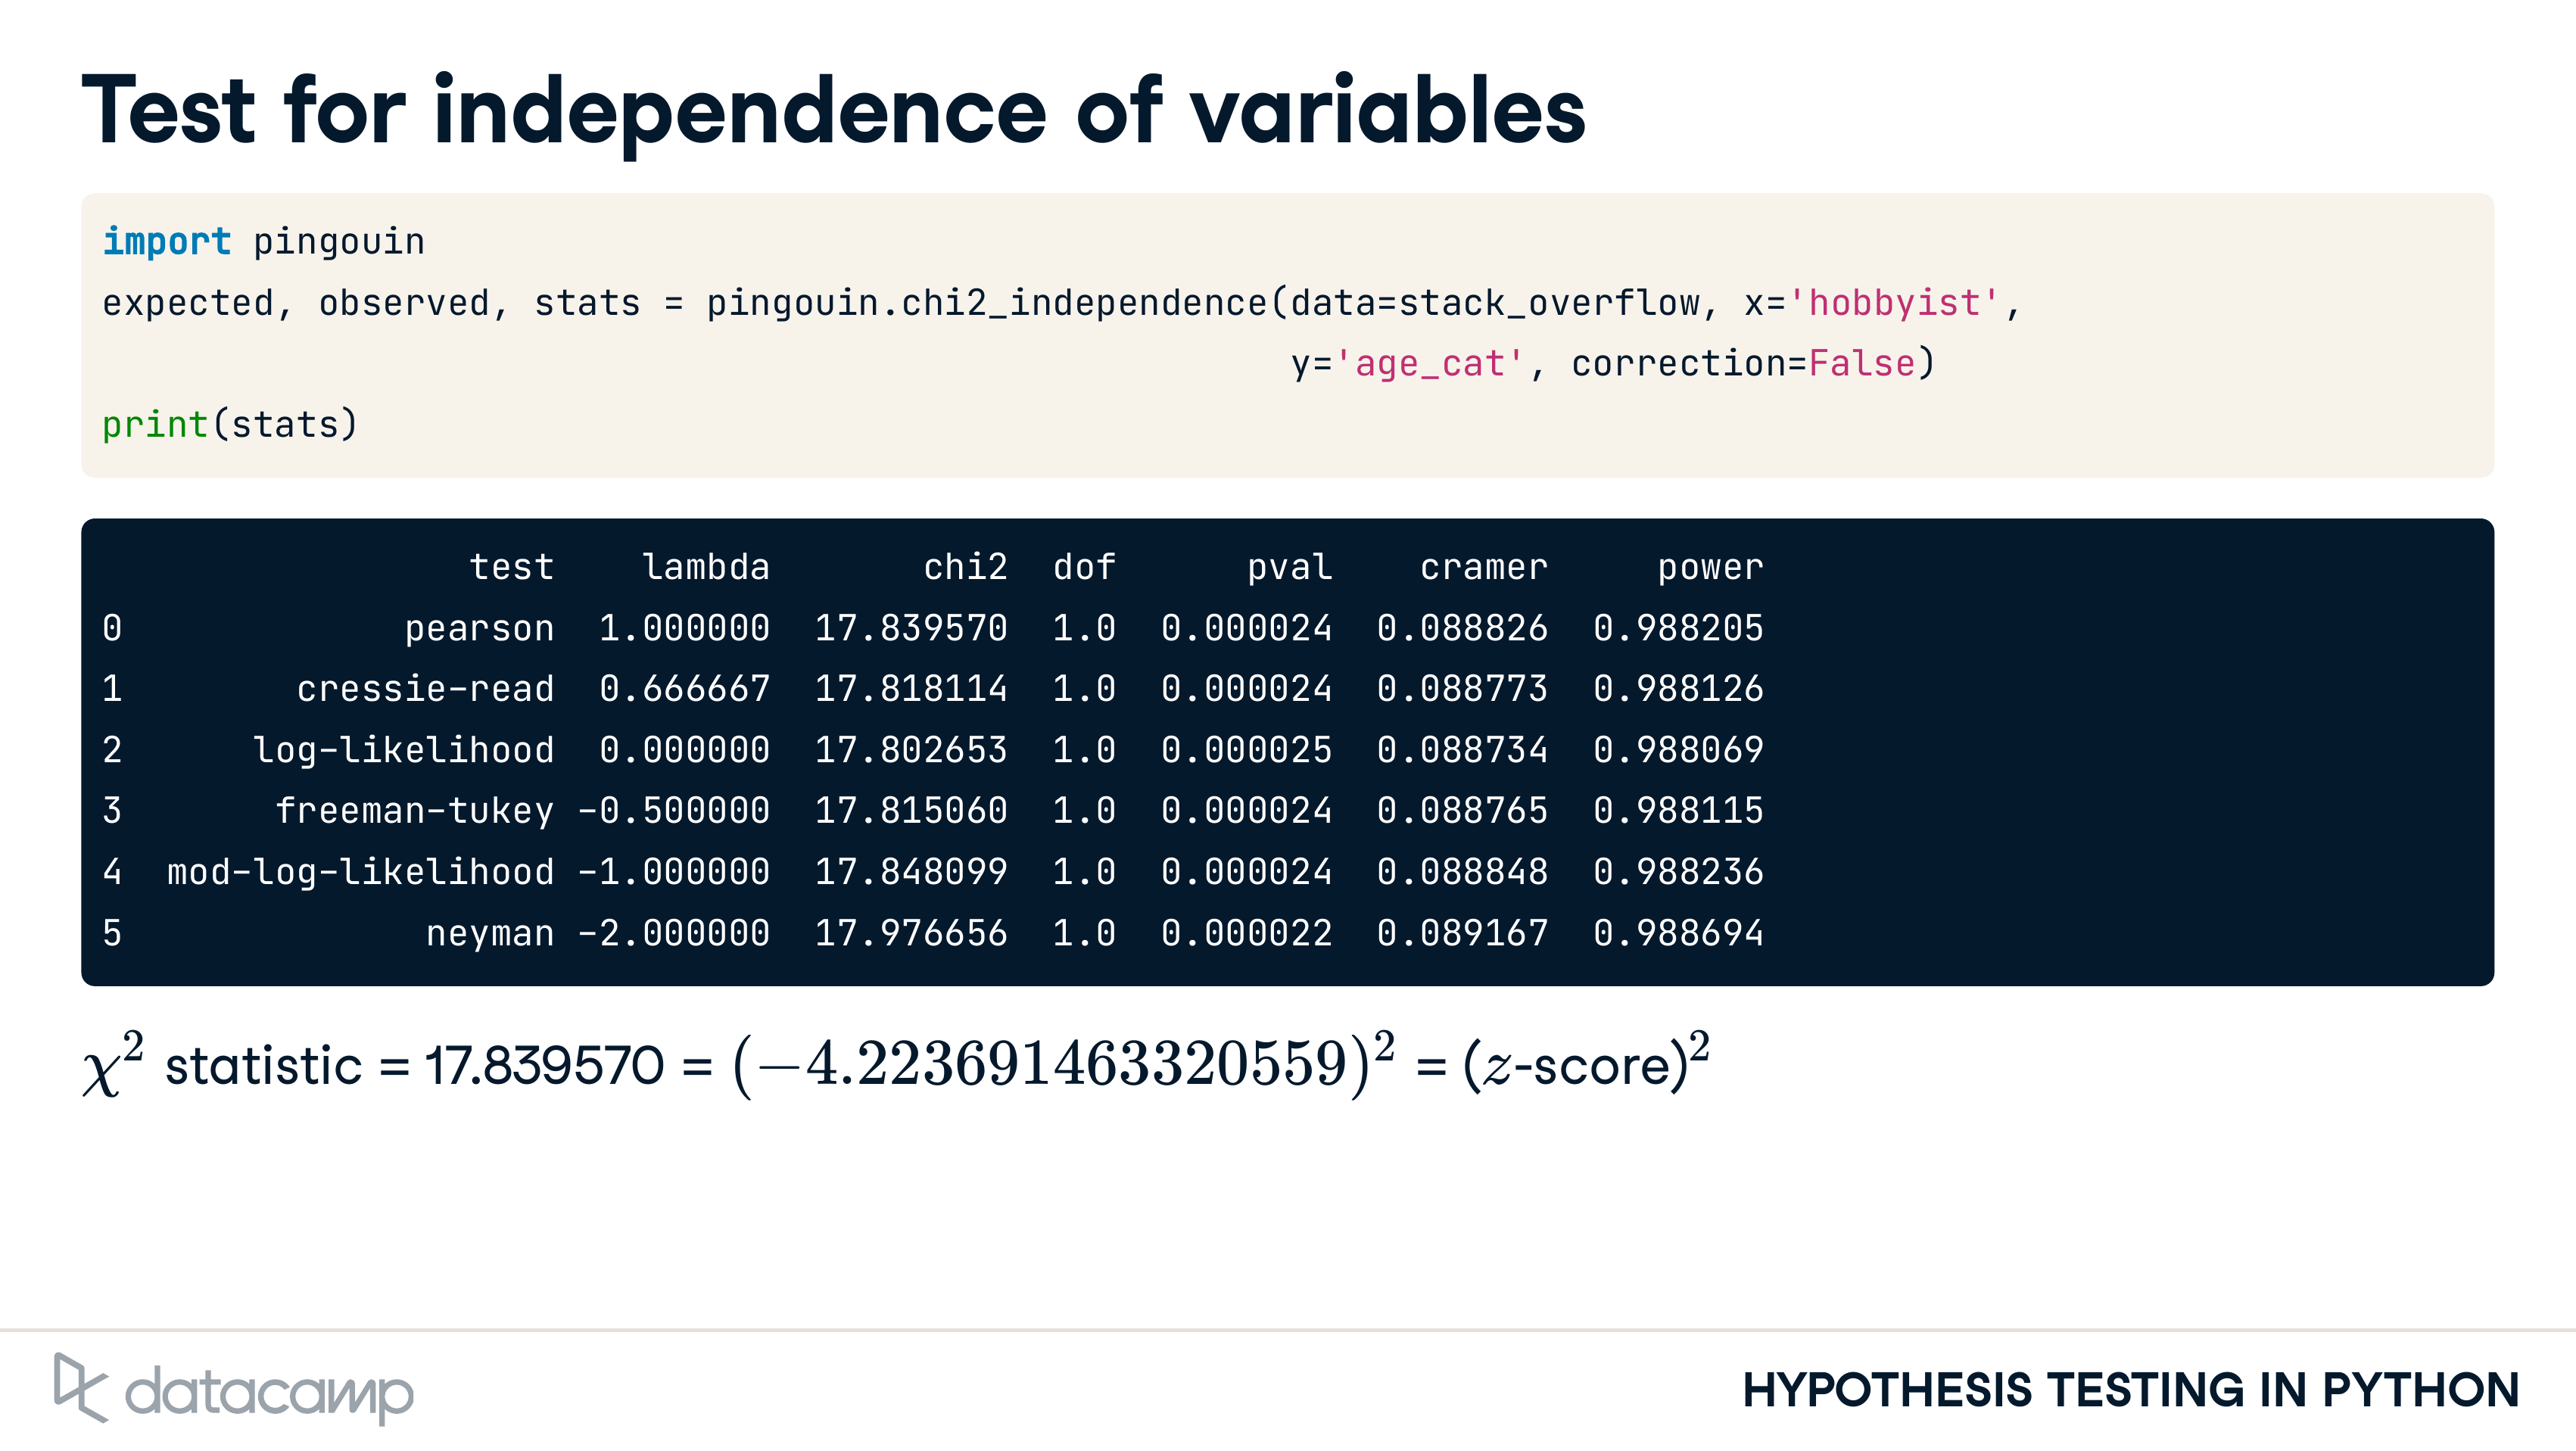 Test for independence of variables
import pingouin
expected, observed, stats = pingouin.chi2_independence(data=stack_overflow, x='hobbyist',
y='age_cat', correction=False)
print(stats)
test lambda chi2 dof pval cramer power
0 pearson 1.000000 17.839570 1.0 0.000024 0.088826 0.988205
1 cressie-read 0.666667 17.818114 1.0 0.000024 0.088773 0.988126
2 log-likelihood 0.000000 17.802653 1.0 0.000025 0.088734 0.988069
3 freeman-tukey -0.500000 17.815060 1.0 0.000024 0.088765 0.988115
4 mod-log-likelihood -1.000000 17.848099 1.0 0.000024 0.088848 0.988236
5 neyman -2.000000 17.976656 1.0 0.000022 0.089167 0.988694
χ² statistic = 17.839570 = (−4.223691463320559)² = (z-score)²
datacamp
HYPOTHESIS TESTING IN PYTHON